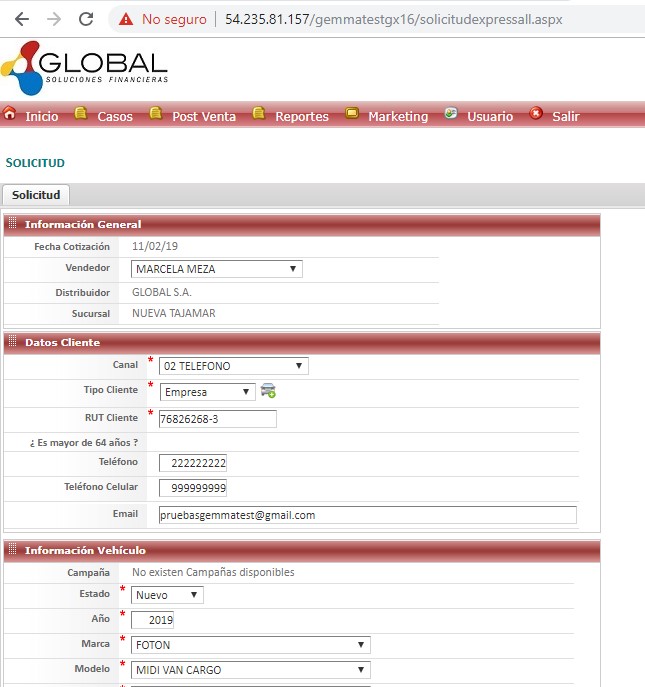 No seguro | 54.235.81.157/gemmatestgx16/solicitudexpressall.aspx
GLOBAL
SOLUCIONES FINANCIERAS
Inicio Casos Post Venta Reportes Marketing Usuario Salir
SOLICITUD
Solicitud
Información General
Fecha Cotización 11/02/19
Vendedor MARCELA MEZA
Distribuidor GLOBAL S.A.
Sucursal NUEVA TAJAMAR
Datos Cliente
Canal * 02 TELEFONO
Tipo Cliente * Empresa
RUT Cliente * 76826268-3
¿ Es mayor de 64 años ?
Teléfono 222222222
Teléfono Celular 999999999
Email pruebasgemmatest@gmail.com
Información Vehículo
Campaña No existen Campañas disponibles
Estado * Nuevo
Año * 2019
Marca * FOTON
Modelo * MIDI VAN CARGO